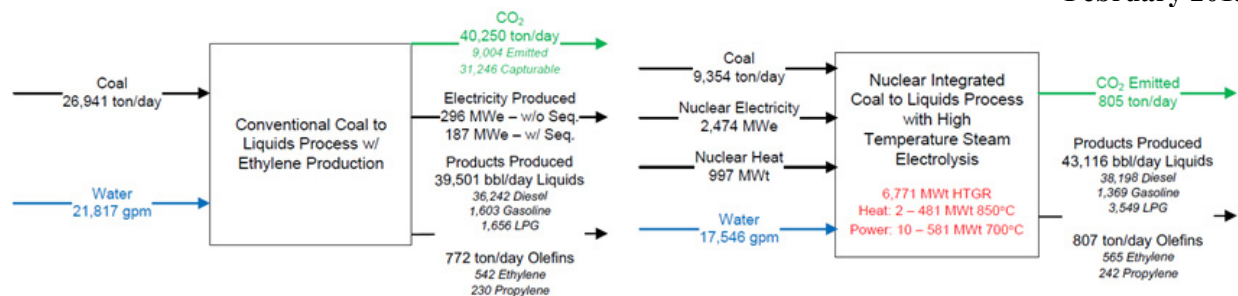 CO2
40,250 ton/day
9,004 Emitted
31,246 Capturable
Coal
26,941 ton/day
Electricity Produced
296 MWe – w/o Seq.
187 MWe – w/ Seq.
Conventional Coal to
Liquids Process w/
Ethylene Production
Products Produced
39,501 bbl/day Liquids
36,242 Diesel
1,603 Gasoline
1,656 LPG
Water
21,817 gpm
772 ton/day Olefins
542 Ethylene
230 Propylene
Coal
9,354 ton/day
Nuclear Electricity
2,474 MWe
Nuclear Heat
997 MWt
Water
17,546 gpm
Nuclear Integrated
Coal to Liquids Process
with High
Temperature Steam
Electrolysis
6,771 MWt HTGR
Heat: 2 – 481 MWt 850°C
Power: 10 – 581 MWt 700°C
CO2 Emitted
805 ton/day
Products Produced
43,116 bbl/day Liquids
38,198 Diesel
1,369 Gasoline
3,549 LPG
807 ton/day Olefins
565 Ethylene
242 Propylene